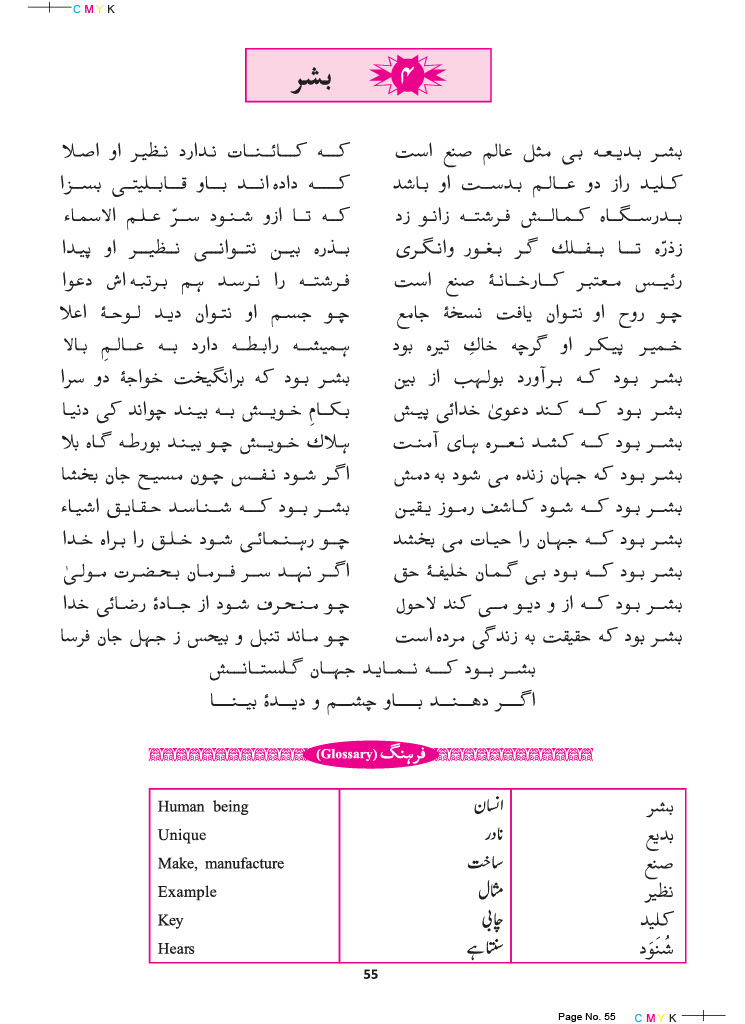 CMYK
۴ بشر
بشر بدیعه بی مثل عالم صنع است که کائنات ندارد نظیر او اصلا
کلید راز دو عالم بدست او باشد که داده اند باو قابلیتی بسزا
بدرسگاه کمالش فرشته زانو زد که تا ازو شنود سرّ علم الاسماء
زذرّه تا بفلك گر بغور وانگری بذره بین نتوانی نظیر او پیدا
رئیس معتبر کارخانۂ صنع است فرشته را نرسد هم برتبه اش دعوا
چو روح او نتوان یافت نسخۂ جامع چو جسم او نتوان دید لوحۂ اعلا
خمیر پیکر او گرچه خاكِ تیره بود همیشه رابطه دارد به عالمِ بالا
بشر بود که برآورد بولهب از بین بشر بود که برانگیخت خواجۂ دو سرا
بشر بود که کند دعویٰ خدائی پیش بکامِ خویش به بیند چواند کی دنیا
بشر بود که کشد نعره های آمنت هلاك خویش چو بیند بورطه گاه بلا
بشر بود که جهان زنده می شود به دمش اگر شود نفس چون مسیح جان بخشا
بشر بود که شود کاشف رموز یقین بشر بود که شناسد حقایق اشیاء
بشر بود که جهان را حیات می بخشد چو رہنمائی شود خلق را براه خدا
بشر بود که بود بی گمان خلیفۂ حق اگر نهد سر فرمان بحضرت مولیٰ
بشر بود که از و دیو می کند لاحول چو منحرف شود از جادۂ رضائی خدا
بشر بود که حقیقت به زندگی مرده است چو ماند تنبل و بیحس ز جهل جان فرسا
بشر بود که نماید جهان گلستانش
اگر دهند باو چشم و دیدۂ بینا
فرہنگ (Glossary)
بشر انسان Human being
بدیع نادر Unique
صنع ساخت Make, manufacture
نظیر مثال Example
کلید چابی Key
شُنَوَد سنتا ہے Hears
55
Page No. 55 CMYK